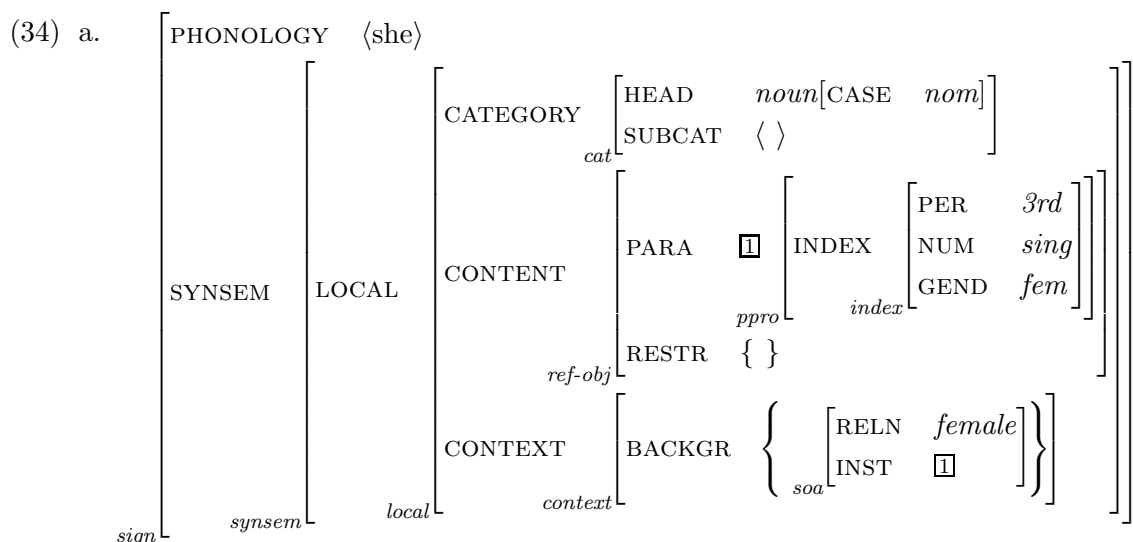 (34) a. PHONOLOGY ⟨she⟩
CATEGORY HEAD noun[CASE nom]
SUBCAT ⟨ ⟩
cat
PER 3rd
PARA 1 INDEX NUM sing
CONTENT GEND fem
SYNSEM LOCAL index
ppro
RESTR { }
ref-obj
RELN female
CONTEXT BACKGR { }
INST 1
soa
context
local
synsem
sign